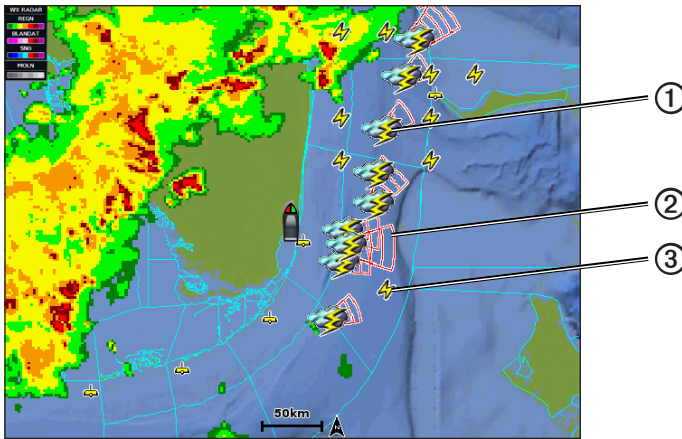 WX RADAR
REGN
BLANDAT
SNÖ
MOLN
①
②
③
50km